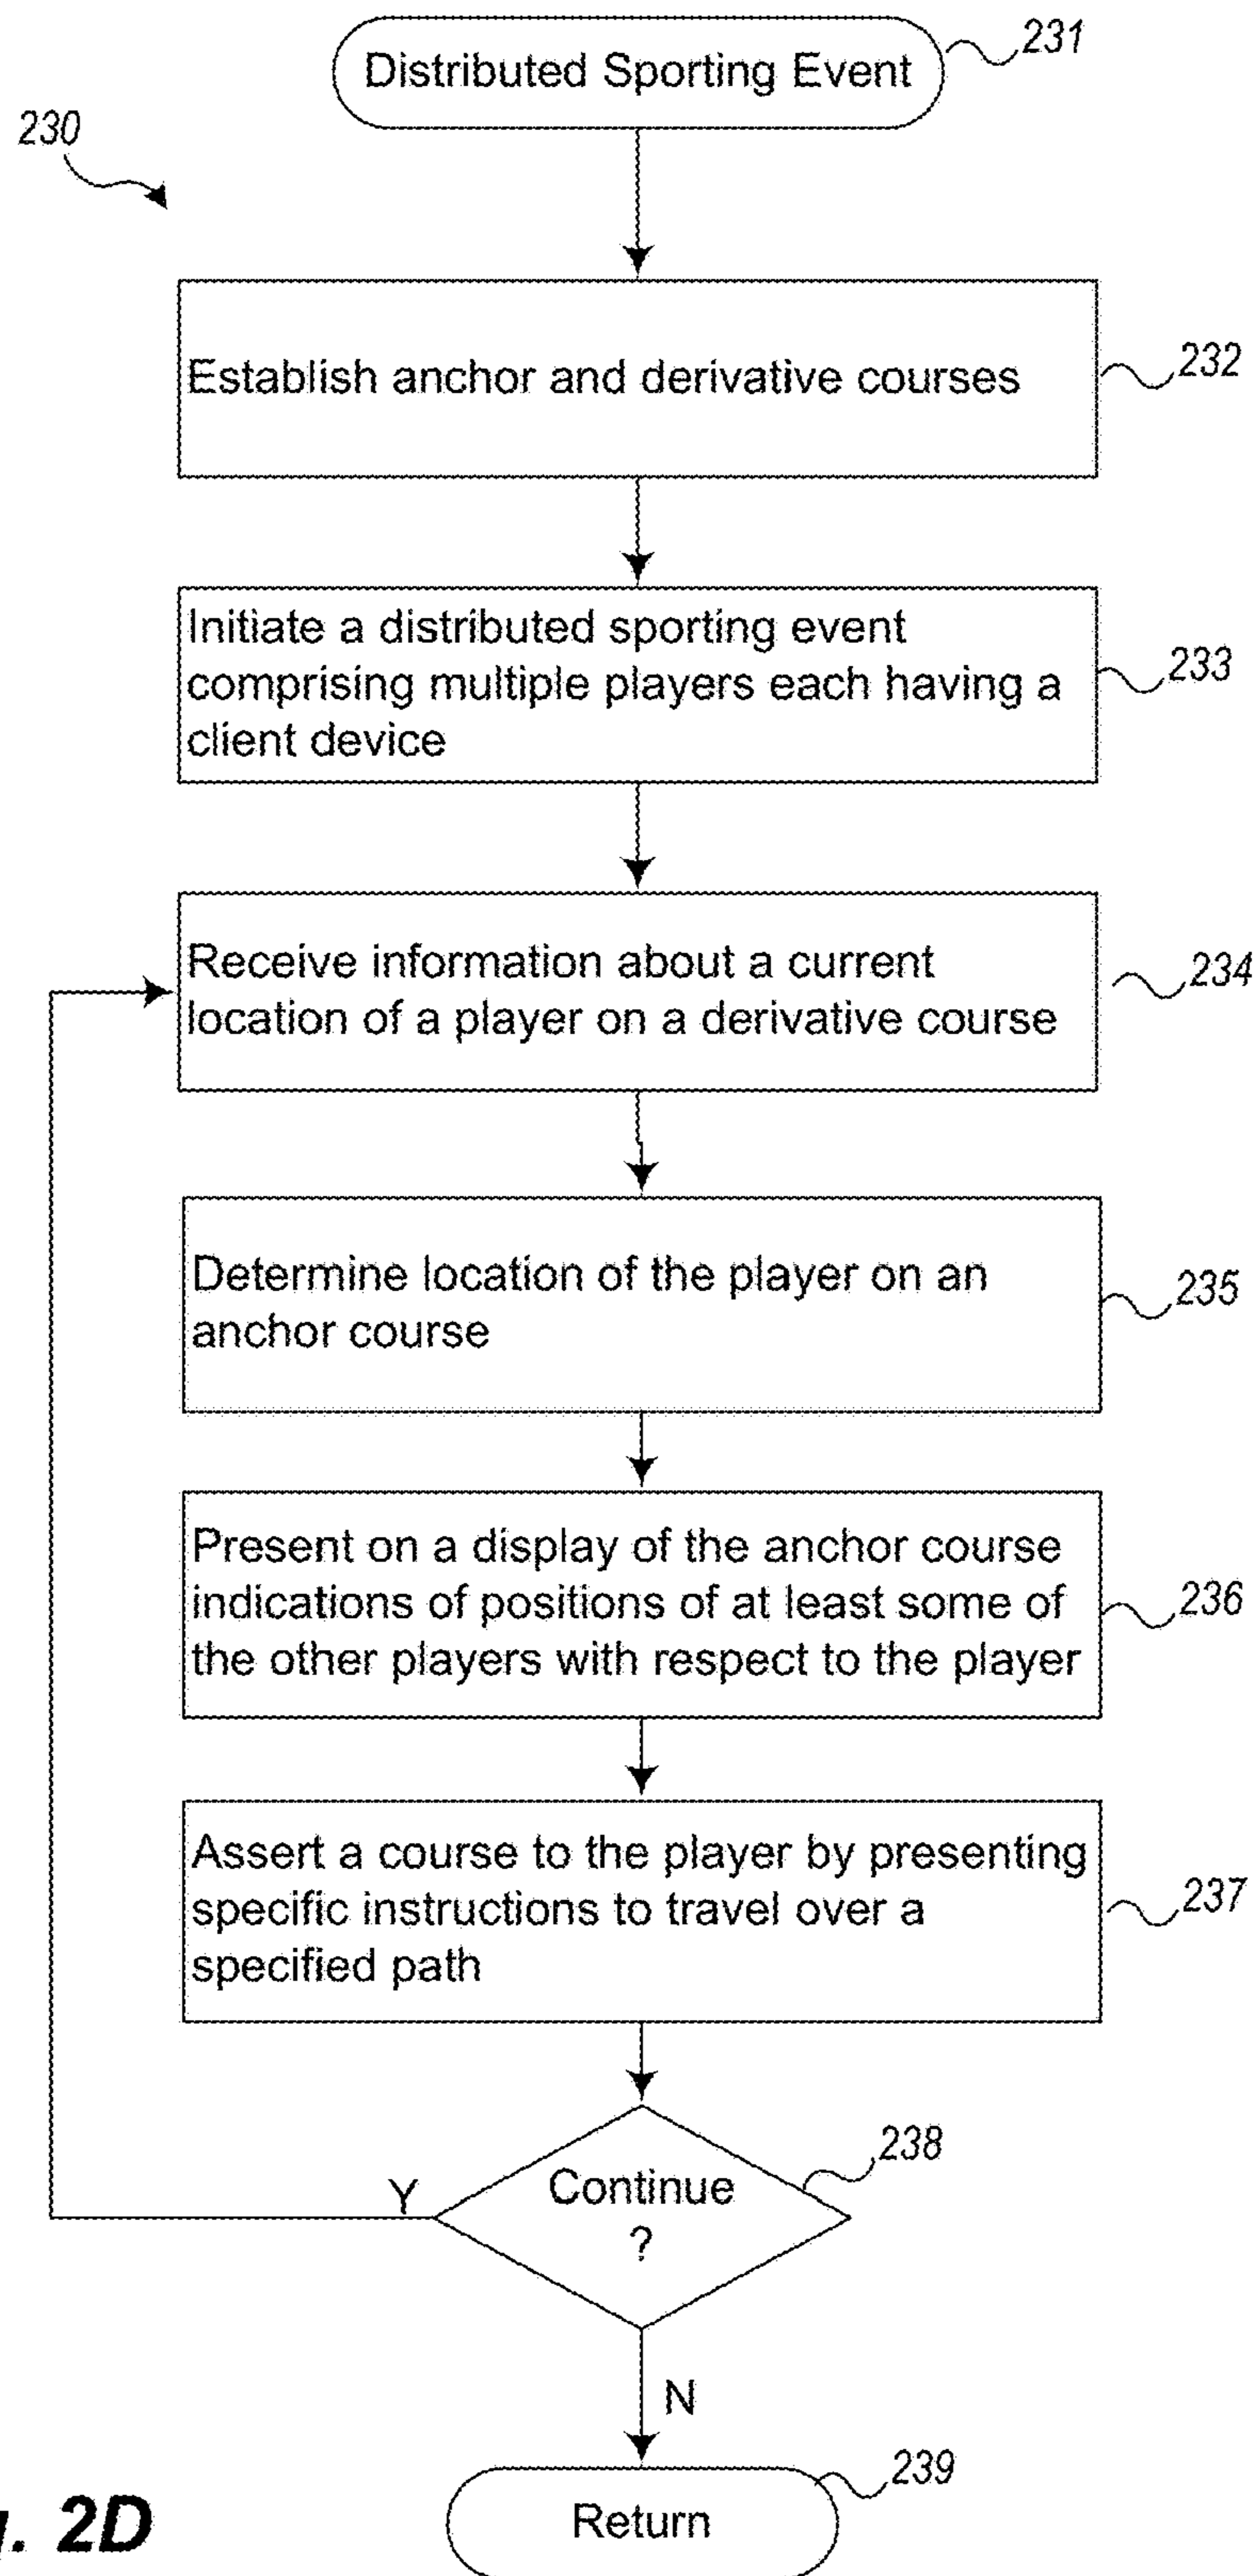 Distributed Sporting Event
231
230
Establish anchor and derivative courses
232
Initiate a distributed sporting event
comprising multiple players each having a
client device
233
Receive information about a current
location of a player on a derivative course
234
Determine location of the player on an
anchor course
235
Present on a display of the anchor course
indications of positions of at least some of
the other players with respect to the player
236
Assert a course to the player by presenting
specific instructions to travel over a
specified path
237
Continue
?
238
Y
N
Return
239
g. 2D